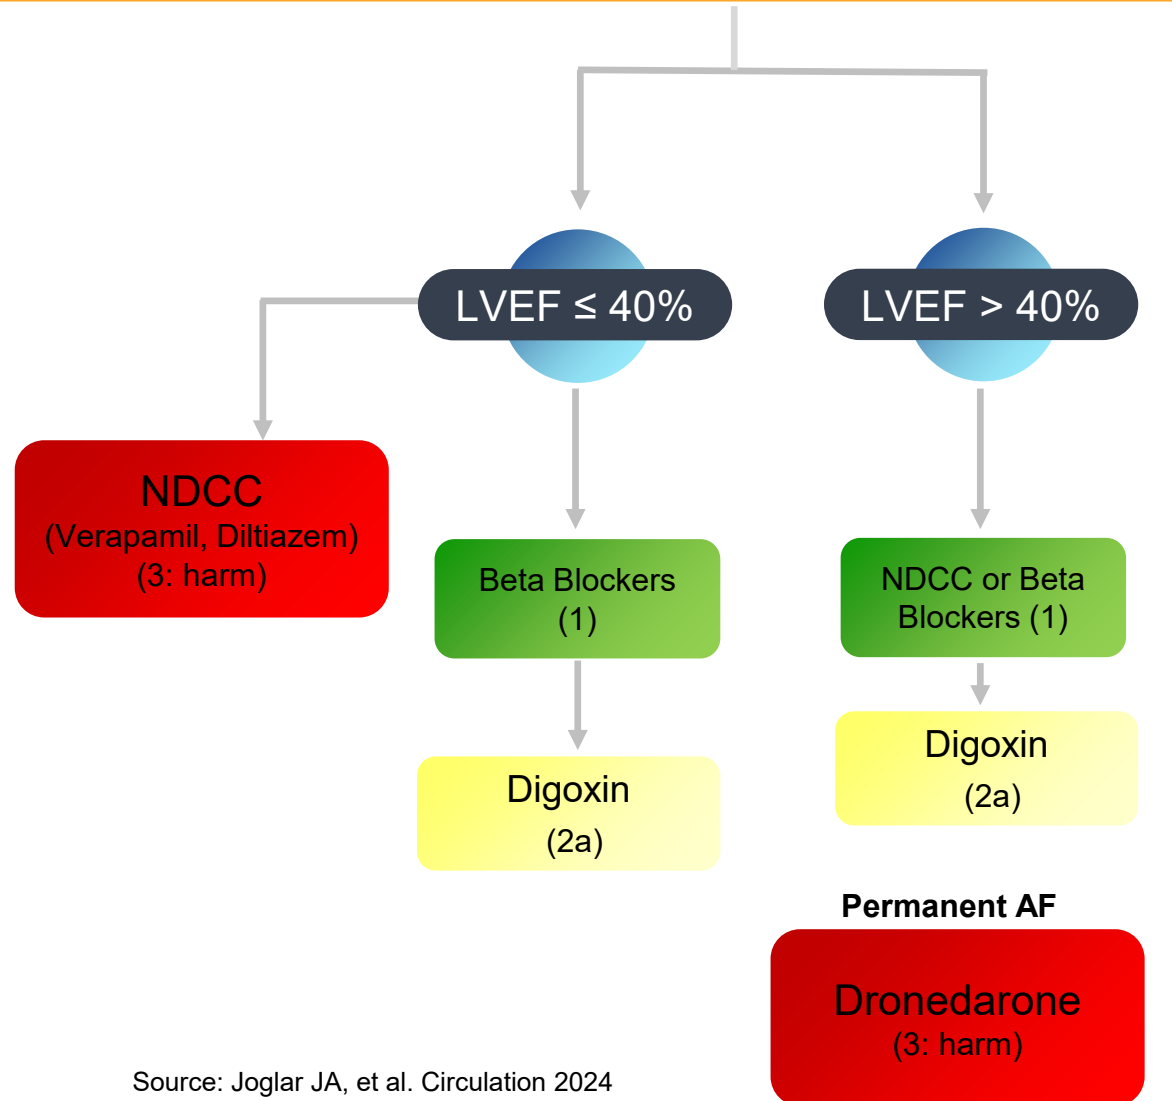 LVEF ≤ 40%
LVEF > 40%
NDCC
(Verapamil, Diltiazem)
(3: harm)
Beta Blockers
(1)
NDCC or Beta
Blockers (1)
Digoxin
(2a)
Digoxin
(2a)
Permanent AF
Dronedarone
(3: harm)
Source: Joglar JA, et al. Circulation 2024